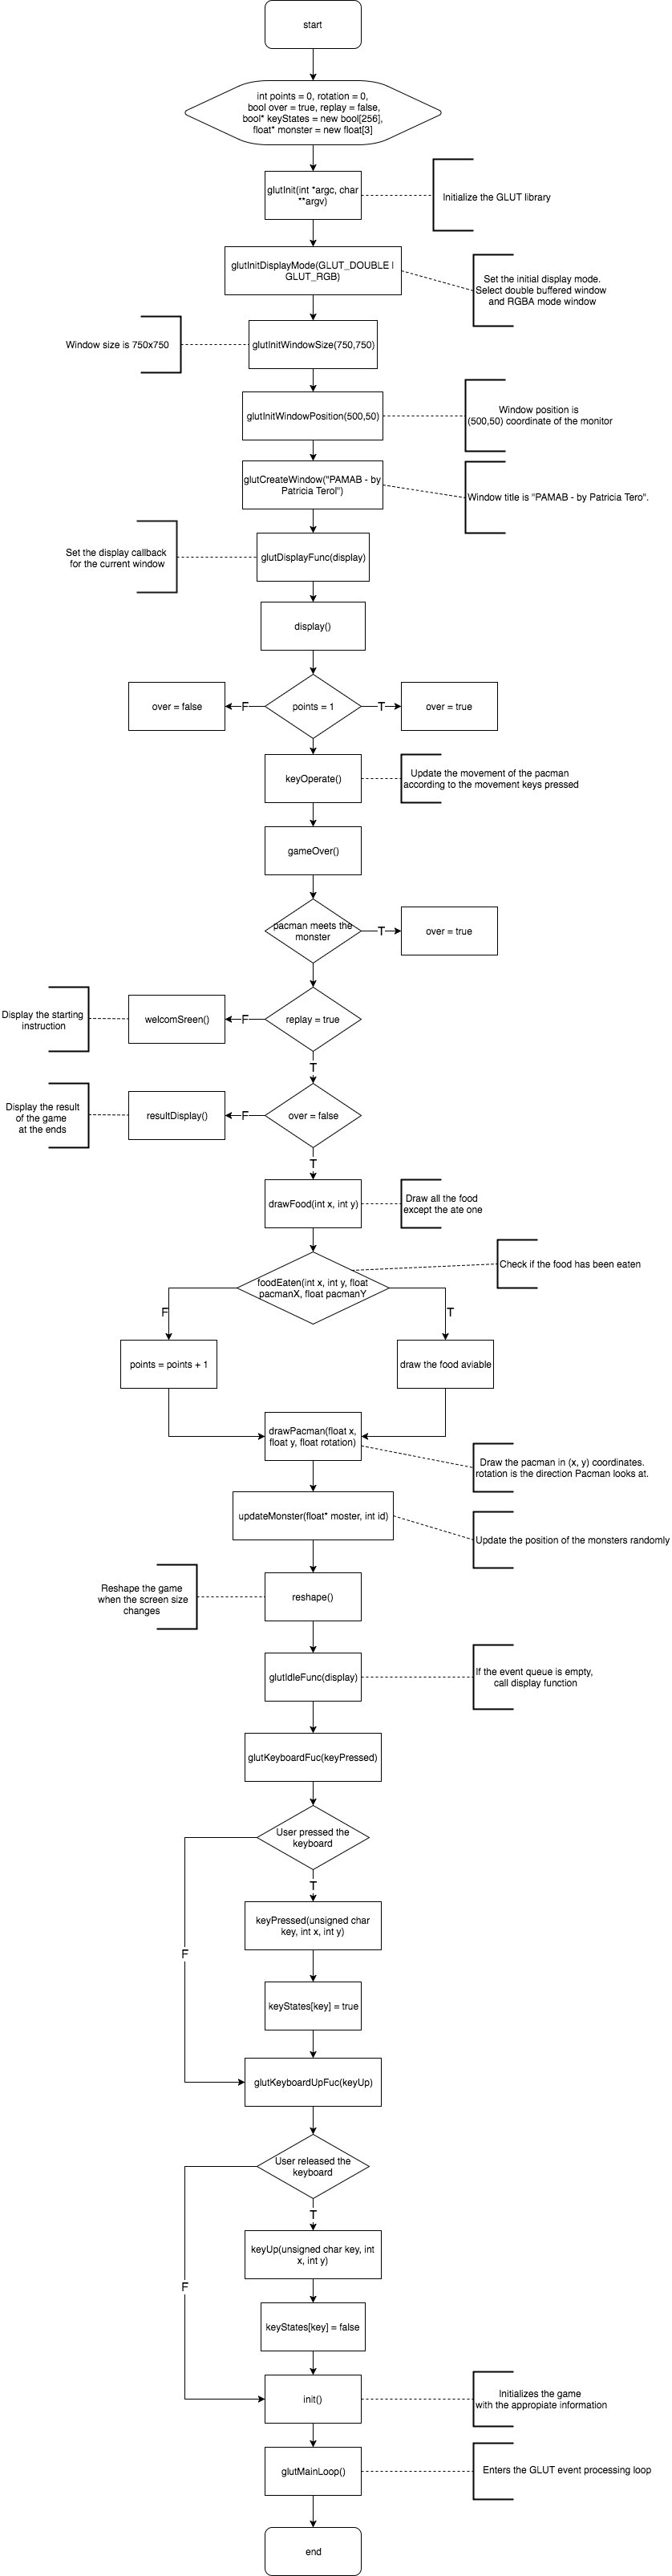 start
int points = 0, rotation = 0,
bool over = true, replay = false,
bool* keyStates = new bool[256],
float* monster = new float[3]
glutInit(int *argc, char
**argv)
Initialize the GLUT library
glutInitDisplayMode(GLUT_DOUBLE |
GLUT_RGB)
Set the initial display mode.
Select double buffered window
and RGBA mode window
Window size is 750x750
glutInitWindowSize(750,750)
glutInitWindowPosition(500,50)
Window position is
(500,50) coordinate of the monitor
glutCreateWindow("PAMAB - by
Patricia Terol")
Window title is "PAMAB - by Patricia Tero".
Set the display callback
for the current window
glutDisplayFunc(display)
display()
over = false
F
points = 1
T
over = true
keyOperate()
Update the movement of the pacman
according to the movement keys pressed
gameOver()
pacman meets the
monster
T
over = true
Display the starting
instruction
welcomSreen()
F
replay = true
T
Display the result
of the game
at the ends
resultDisplay()
F
over = false
T
drawFood(int x, int y)
Draw all the food
except the ate one
foodEaten(int x, int y, float
pacmanX, float pacmanY
Check if the food has been eaten
F
T
points = points + 1
draw the food aviable
drawPacman(float x,
float y, float rotation)
Draw the pacman in (x, y) coordinates.
rotation is the direction Pacman looks at.
updateMonster(float* moster, int id)
Update the position of the monsters randomly
Reshape the game
when the screen size
changes
reshape()
glutIdleFunc(display)
If the event queue is empty,
call display function
glutKeyboardFuc(keyPressed)
User pressed the
keyboard
T
keyPressed(unsigned char
key, int x, int y)
F
keyStates[key] = true
glutKeyboardUpFuc(keyUp)
User released the
keyboard
T
keyUp(unsigned char key, int
x, int y)
F
keyStates[key] = false
init()
Initializes the game
with the appropiate information
glutMainLoop()
Enters the GLUT event processing loop
end